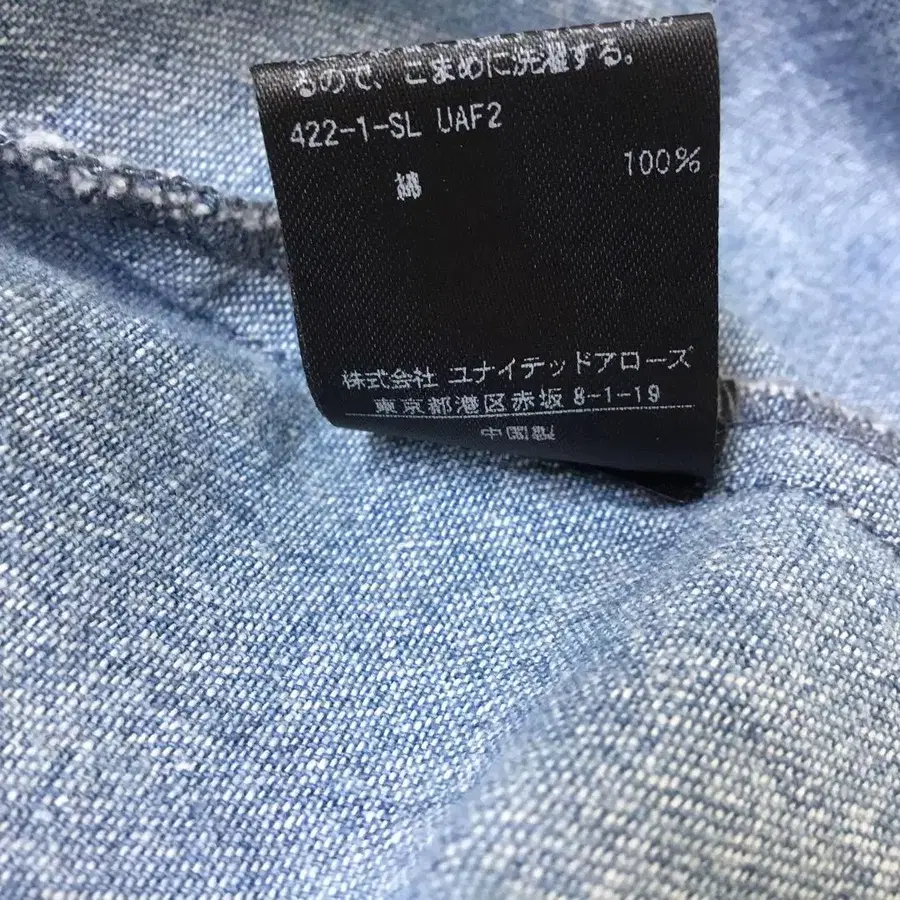 るので、こまめに洗濯する。
422-1-SL UAF2
綿 100%
株式会社 ユナイテッドアローズ
東京都港区赤坂8-1-19
中国製